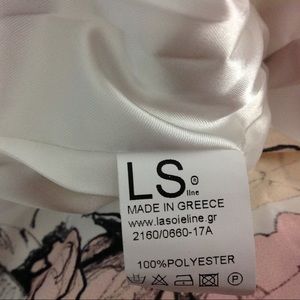 LS®
line
MADE IN GREECE
www.lasoieline.gr
2160/0660-17A
100%POLYESTER
P